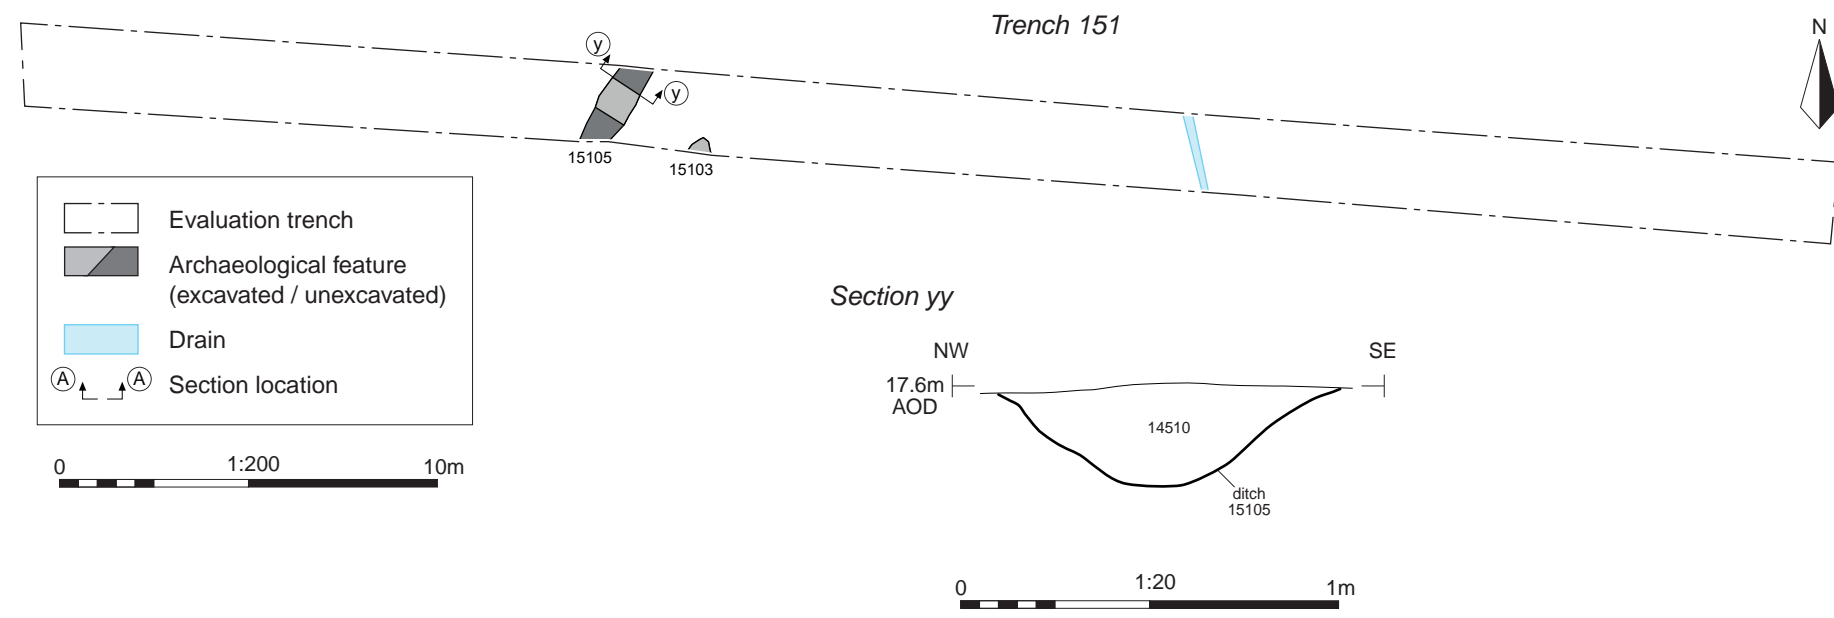 Trench 151
N
y
y
15105
15103
Evaluation trench
Archaeological feature
(excavated / unexcavated)
Drain
A A Section location
0 1:200 10m
Section yy
NW SE
17.6m
AOD
14510
ditch
15105
0 1:20 1m